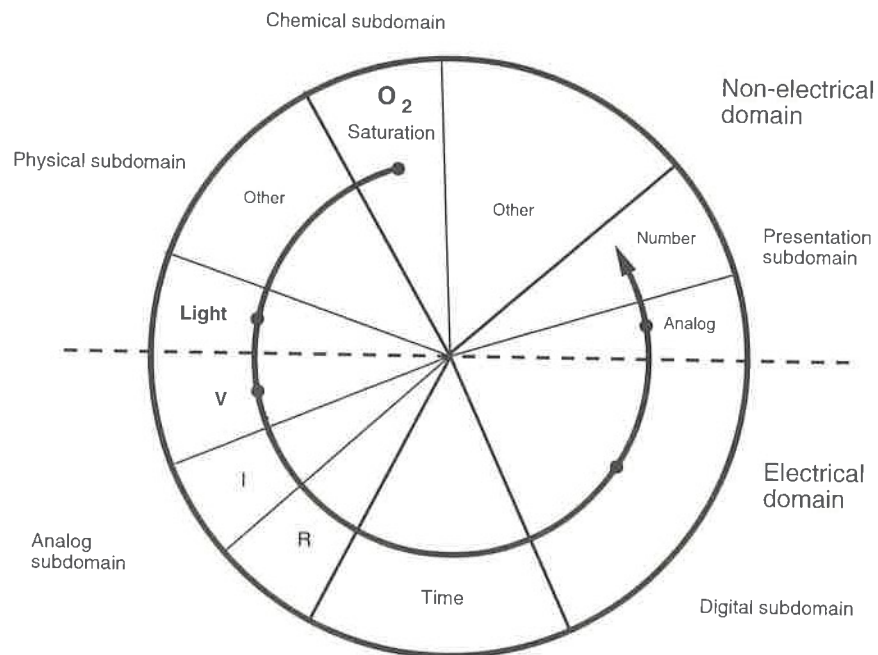 Chemical subdomain
Non-electrical
domain
O2
Saturation
Physical subdomain
Other
Other
Number
Presentation
subdomain
Light
Analog
V
I
Electrical
domain
R
Analog
subdomain
Time
Digital subdomain